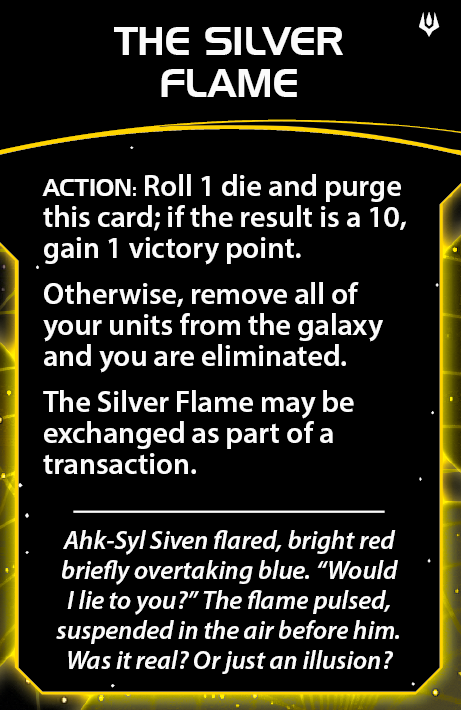 THE SILVER
FLAME
ACTION: Roll 1 die and purge
this card; if the result is a 10,
gain 1 victory point.
Otherwise, remove all of
your units from the galaxy
and you are eliminated.
The Silver Flame may be
exchanged as part of a
transaction.
Ahk-Syl Siven flared, bright red
briefly overtaking blue. “Would
I lie to you?” The flame pulsed,
suspended in the air before him.
Was it real? Or just an illusion?